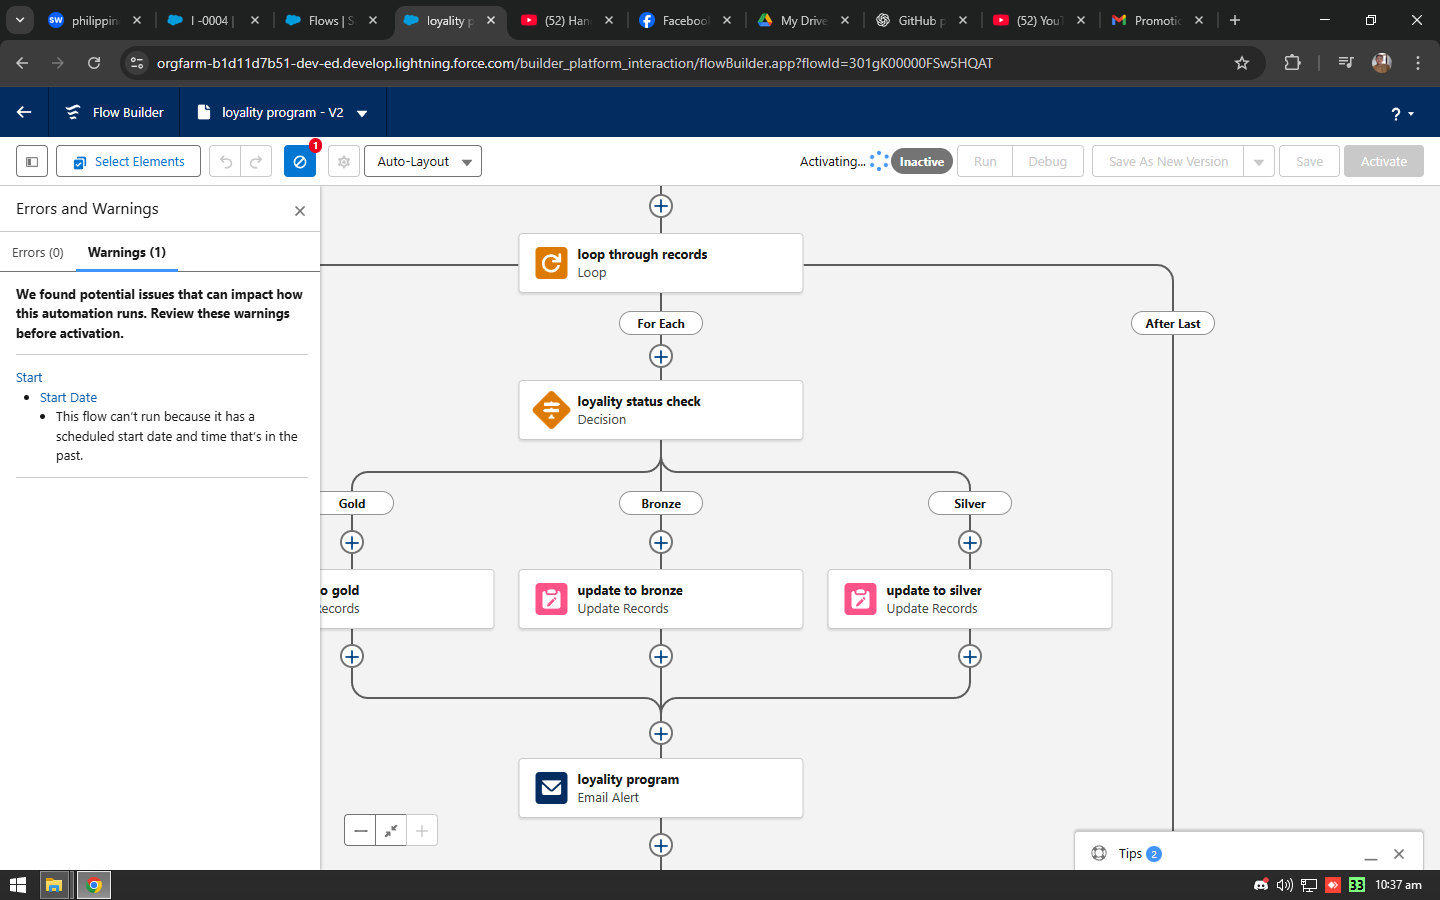 philippine
I -0004 |
Flows | S
loyality p
(52) Han
Faceboo
My Drive
GitHub p
(52) YouT
Promotio
orgfarm-b1d11d7b51-dev-ed.develop.lightning.force.com/builder_platform_interaction/flowBuilder.app?flowId=301gK00000FSw5HQAT
Flow Builder
loyality program - V2
?
Select Elements
1
Auto-Layout
Activating...
Inactive
Run
Debug
Save As New Version
Save
Activate
Errors and Warnings
Errors (0)
Warnings (1)
We found potential issues that can impact how
this automation runs. Review these warnings
before activation.
Start
Start Date
This flow can't run because it has a
scheduled start date and time that's in the
past.
loop through records
Loop
For Each
After Last
loyality status check
Decision
Gold
Bronze
Silver
o gold
Records
update to bronze
Update Records
update to silver
Update Records
loyality program
Email Alert
Tips 2
33
10:37 am